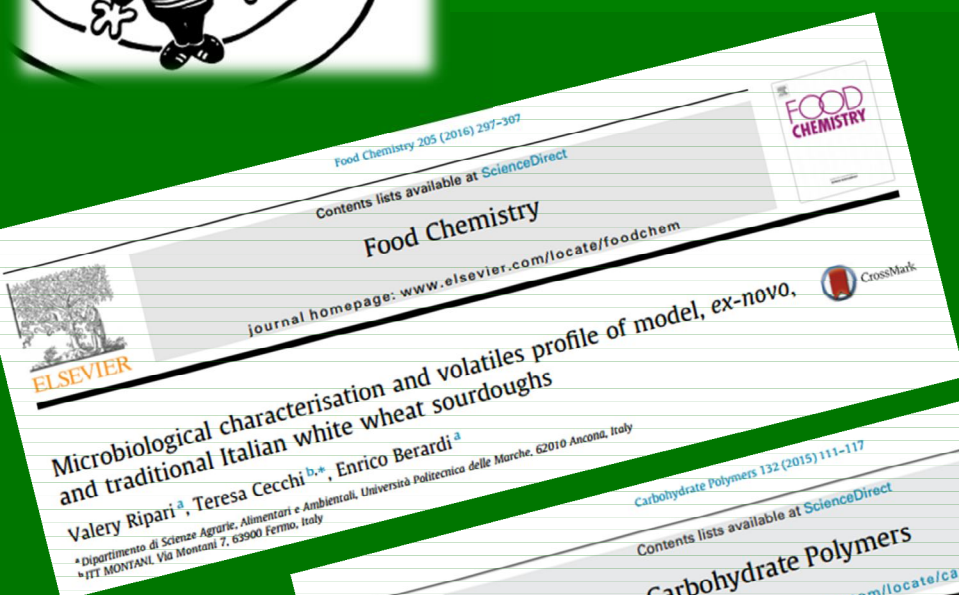 Food Chemistry 205 (2016) 297–307
Contents lists available at ScienceDirect
Food Chemistry
journal homepage: www.elsevier.com/locate/foodchem
FOOD
CHEMISTRY
ELSEVIER
CrossMark
Microbiological characterisation and volatiles profile of model, ex-novo,
and traditional Italian white wheat sourdoughs
Valery Ripari a, Teresa Cecchi b,*, Enrico Berardi a
a Dipartimento di Scienze Agrarie, Alimentari e Ambientali, Università Politecnica delle Marche, 62010 Ancona, Italy
b ITT MONTANI, Via Montani 7, 63900 Fermo, Italy
Carbohydrate Polymers 132 (2015) 111–117
Contents lists available at ScienceDirect
Carbohydrate Polymers
m/locate/ca